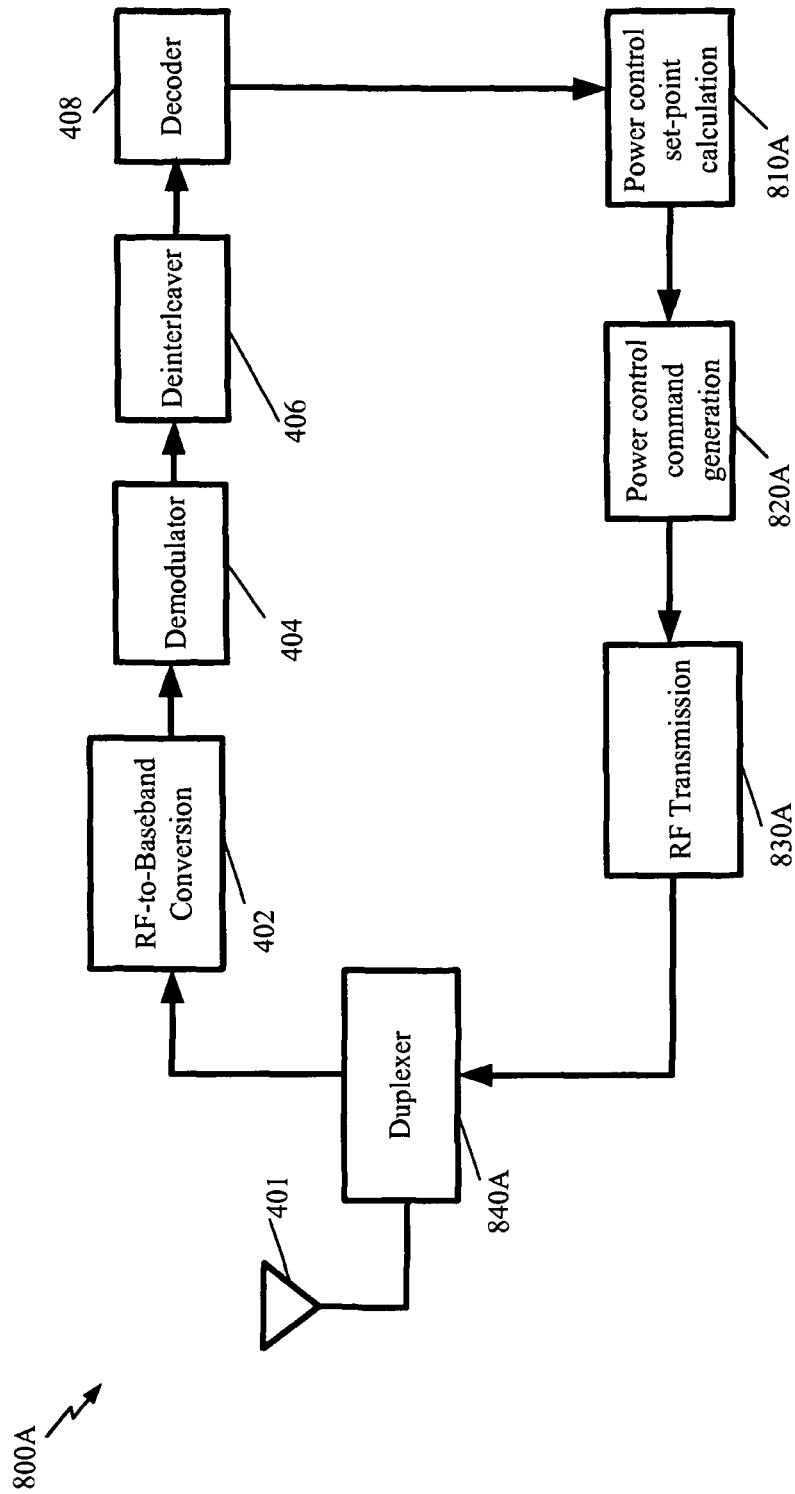 800A
401
Duplexer
840A
RF-to-Baseband
Conversion
402
Demodulator
404
Deinterleaver
406
Decoder
408
Power control
set-point
calculation
810A
Power control
command
generation
820A
RF Transmission
830A